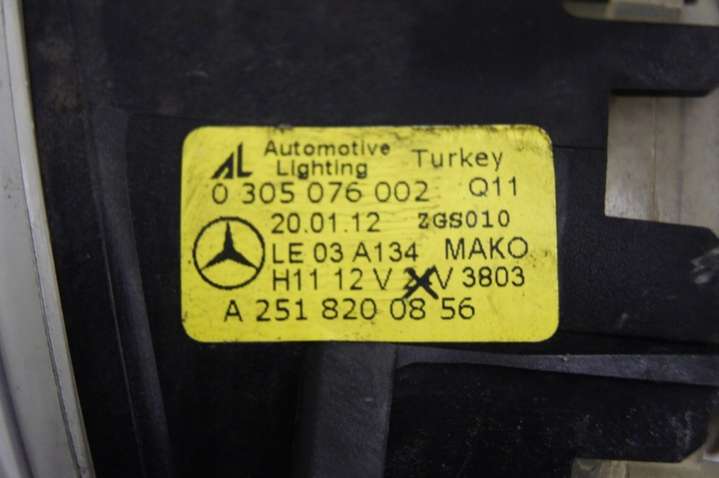 AL Automotive Lighting Turkey
0 305 076 002 Q11
20.01.12 ZGS010
LE 03 A134 MAKO
H11 12 V V 3803
A 251 820 08 56